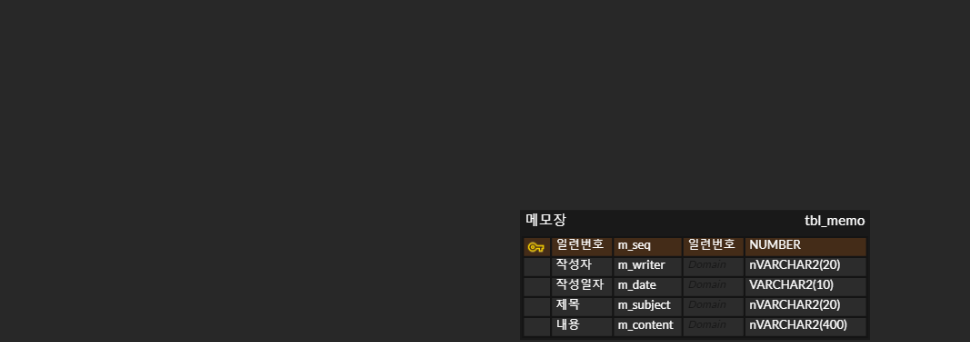 메모장 tbl_memo
일련번호 m_seq 일련번호 NUMBER
작성자 m_writer Domain nVARCHAR2(20)
작성일자 m_date Domain VARCHAR2(10)
제목 m_subject Domain nVARCHAR2(20)
내용 m_content Domain nVARCHAR2(400)